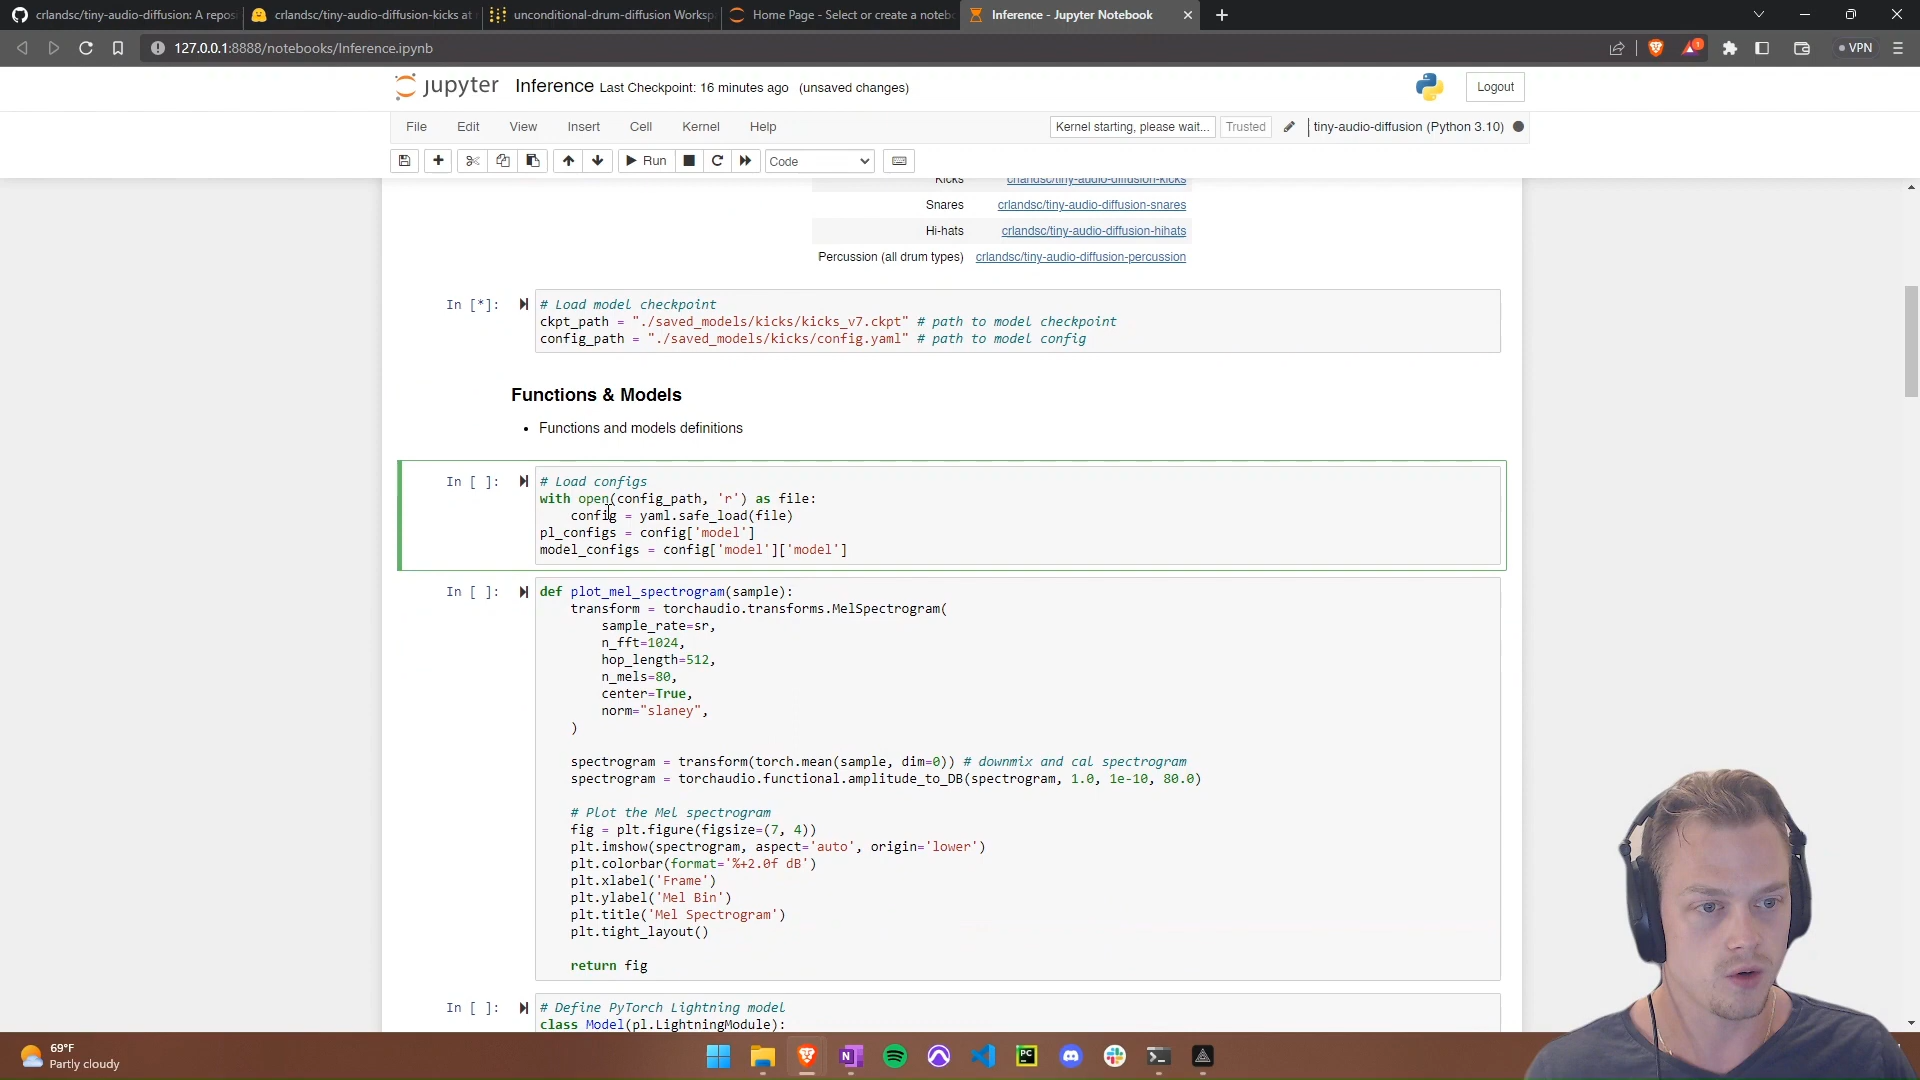 crlandsc/tiny-audio-diffusion: A repos
crlandsc/tiny-audio-diffusion-kicks at
unconditional-drum-diffusion Worksp
Home Page - Select or create a noteb
Inference - Jupyter Notebook
127.0.0.1:8888/notebooks/Inference.ipynb
1
VPN
jupyter Inference Last Checkpoint: 16 minutes ago (unsaved changes)
Logout
File Edit View Insert Cell Kernel Help
Kernel starting, please wait... Trusted tiny-audio-diffusion (Python 3.10)
Run Code
Kicks crlandsc/tiny-audio-diffusion-kicks
Snares crlandsc/tiny-audio-diffusion-snares
Hi-hats crlandsc/tiny-audio-diffusion-hihats
Percussion (all drum types) crlandsc/tiny-audio-diffusion-percussion
In [*]: # Load model checkpoint
ckpt_path = "./saved_models/kicks/kicks_v7.ckpt" # path to model checkpoint
config_path = "./saved_models/kicks/config.yaml" # path to model config
Functions & Models
• Functions and models definitions
In [ ]: # Load configs
with open(config_path, 'r') as file:
config = yaml.safe_load(file)
pl_configs = config['model']
model_configs = config['model']['model']
In [ ]: def plot_mel_spectrogram(sample):
transform = torchaudio.transforms.MelSpectrogram(
sample_rate=sr,
n_fft=1024,
hop_length=512,
n_mels=80,
center=True,
norm="slaney",
)
spectrogram = transform(torch.mean(sample, dim=0)) # downmix and cal spectrogram
spectrogram = torchaudio.functional.amplitude_to_DB(spectrogram, 1.0, 1e-10, 80.0)
# Plot the Mel spectrogram
fig = plt.figure(figsize=(7, 4))
plt.imshow(spectrogram, aspect='auto', origin='lower')
plt.colorbar(format='%+2.0f dB')
plt.xlabel('Frame')
plt.ylabel('Mel Bin')
plt.title('Mel Spectrogram')
plt.tight_layout()
return fig
In [ ]: # Define PyTorch Lightning model
class Model(pl.LightningModule):
69°F
Partly cloudy